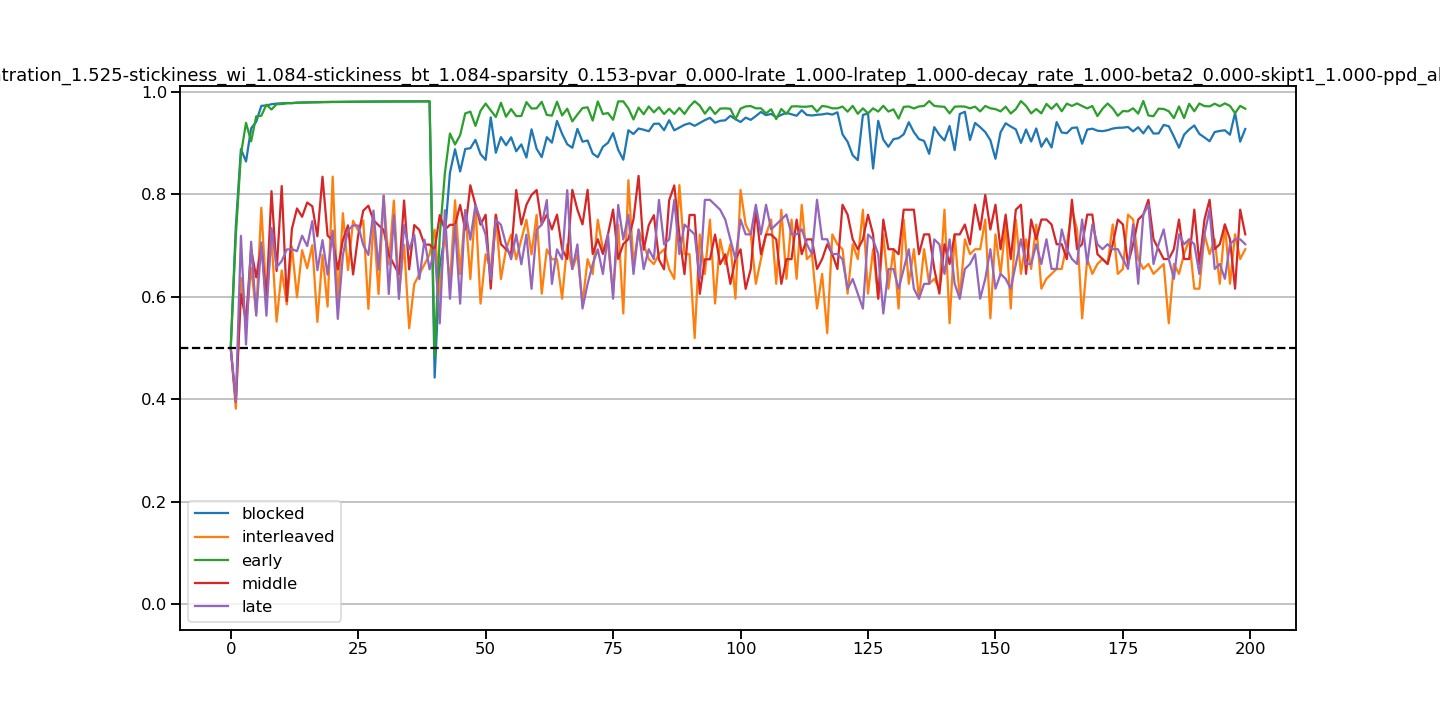 tration_1.525-stickiness_wi_1.084-stickiness_bt_1.084-sparsity_0.153-pvar_0.000-lrate_1.000-lratep_1.000-decay_rate_1.000-beta2_0.000-skipt1_1.000-ppd_al
1.0
0.8
0.6
0.4
0.2
0.0
blocked
interleaved
early
middle
late
0 25 50 75 100 125 150 175 200